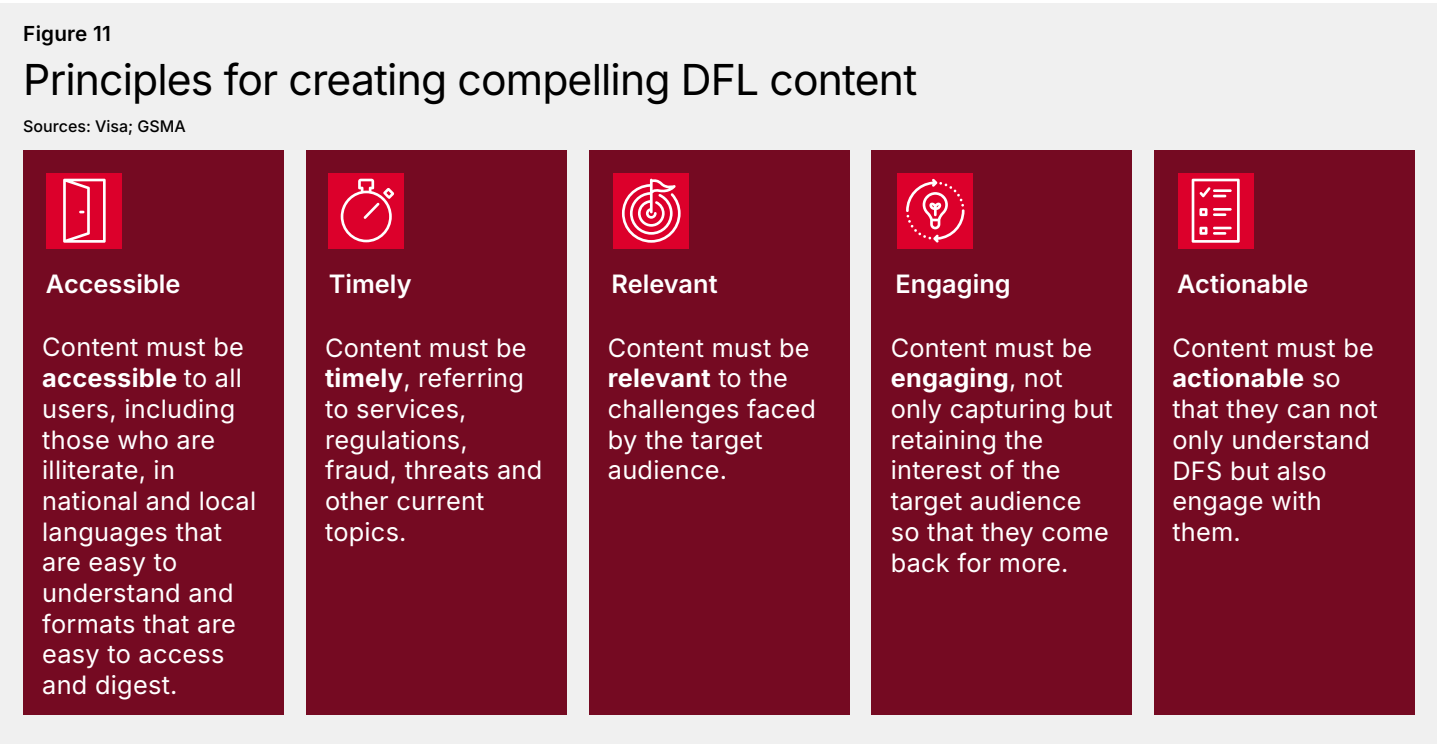 Figure 11
Principles for creating compelling DFL content
Sources: Visa; GSMA
Accessible
Content must be
accessible to all
users, including
those who are
illiterate, in
national and local
languages that
are easy to
understand and
formats that are
easy to access
and digest.
Timely
Content must be
timely, referring
to services,
regulations,
fraud, threats and
other current
topics.
Relevant
Content must be
relevant to the
challenges faced
by the target
audience.
Engaging
Content must be
engaging, not
only capturing but
retaining the
interest of the
target audience
so that they come
back for more.
Actionable
Content must be
actionable so
that they can not
only understand
DFS but also
engage with
them.